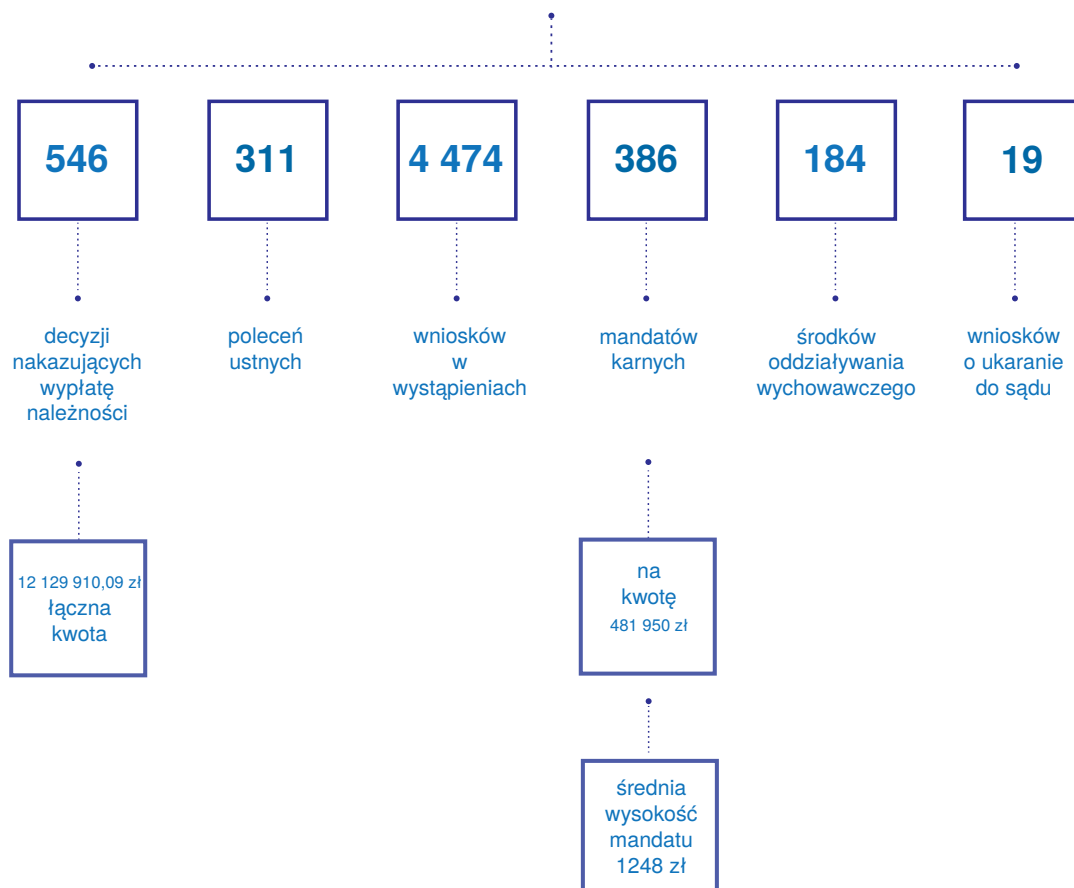 546
311
4 474
386
184
19
decyzji
nakazujących
wypłatę
należności
poleceń
ustnych
wniosków
w
wystąpieniach
mandatów
karnych
środków
oddziaływania
wychowawczego
wniosków
o ukaranie
do sądu
12 129 910,09 zł
łączna
kwota
na
kwotę
481 950 zł
średnia
wysokość
mandatu
1248 zł